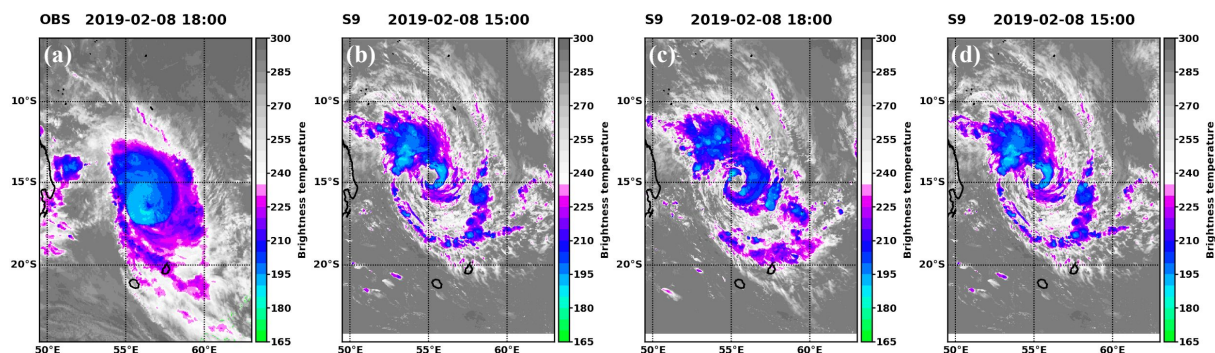 OBS 2019-02-08 18:00
(a)
10°S
15°S
20°S
50°E 55°E 60°E
300
285
270
255
240
225
210
195
180
165
Brightness temperature
S9 2019-02-08 15:00
(b)
10°S
15°S
20°S
50°E 55°E 60°E
300
285
270
255
240
225
210
195
180
165
Brightness temperature
S9 2019-02-08 18:00
(c)
10°S
15°S
20°S
50°E 55°E 60°E
300
285
270
255
240
225
210
195
180
165
Brightness temperature
S9 2019-02-08 15:00
(d)
10°S
15°S
20°S
50°E 55°E 60°E
300
285
270
255
240
225
210
195
180
165
Brightness temperature